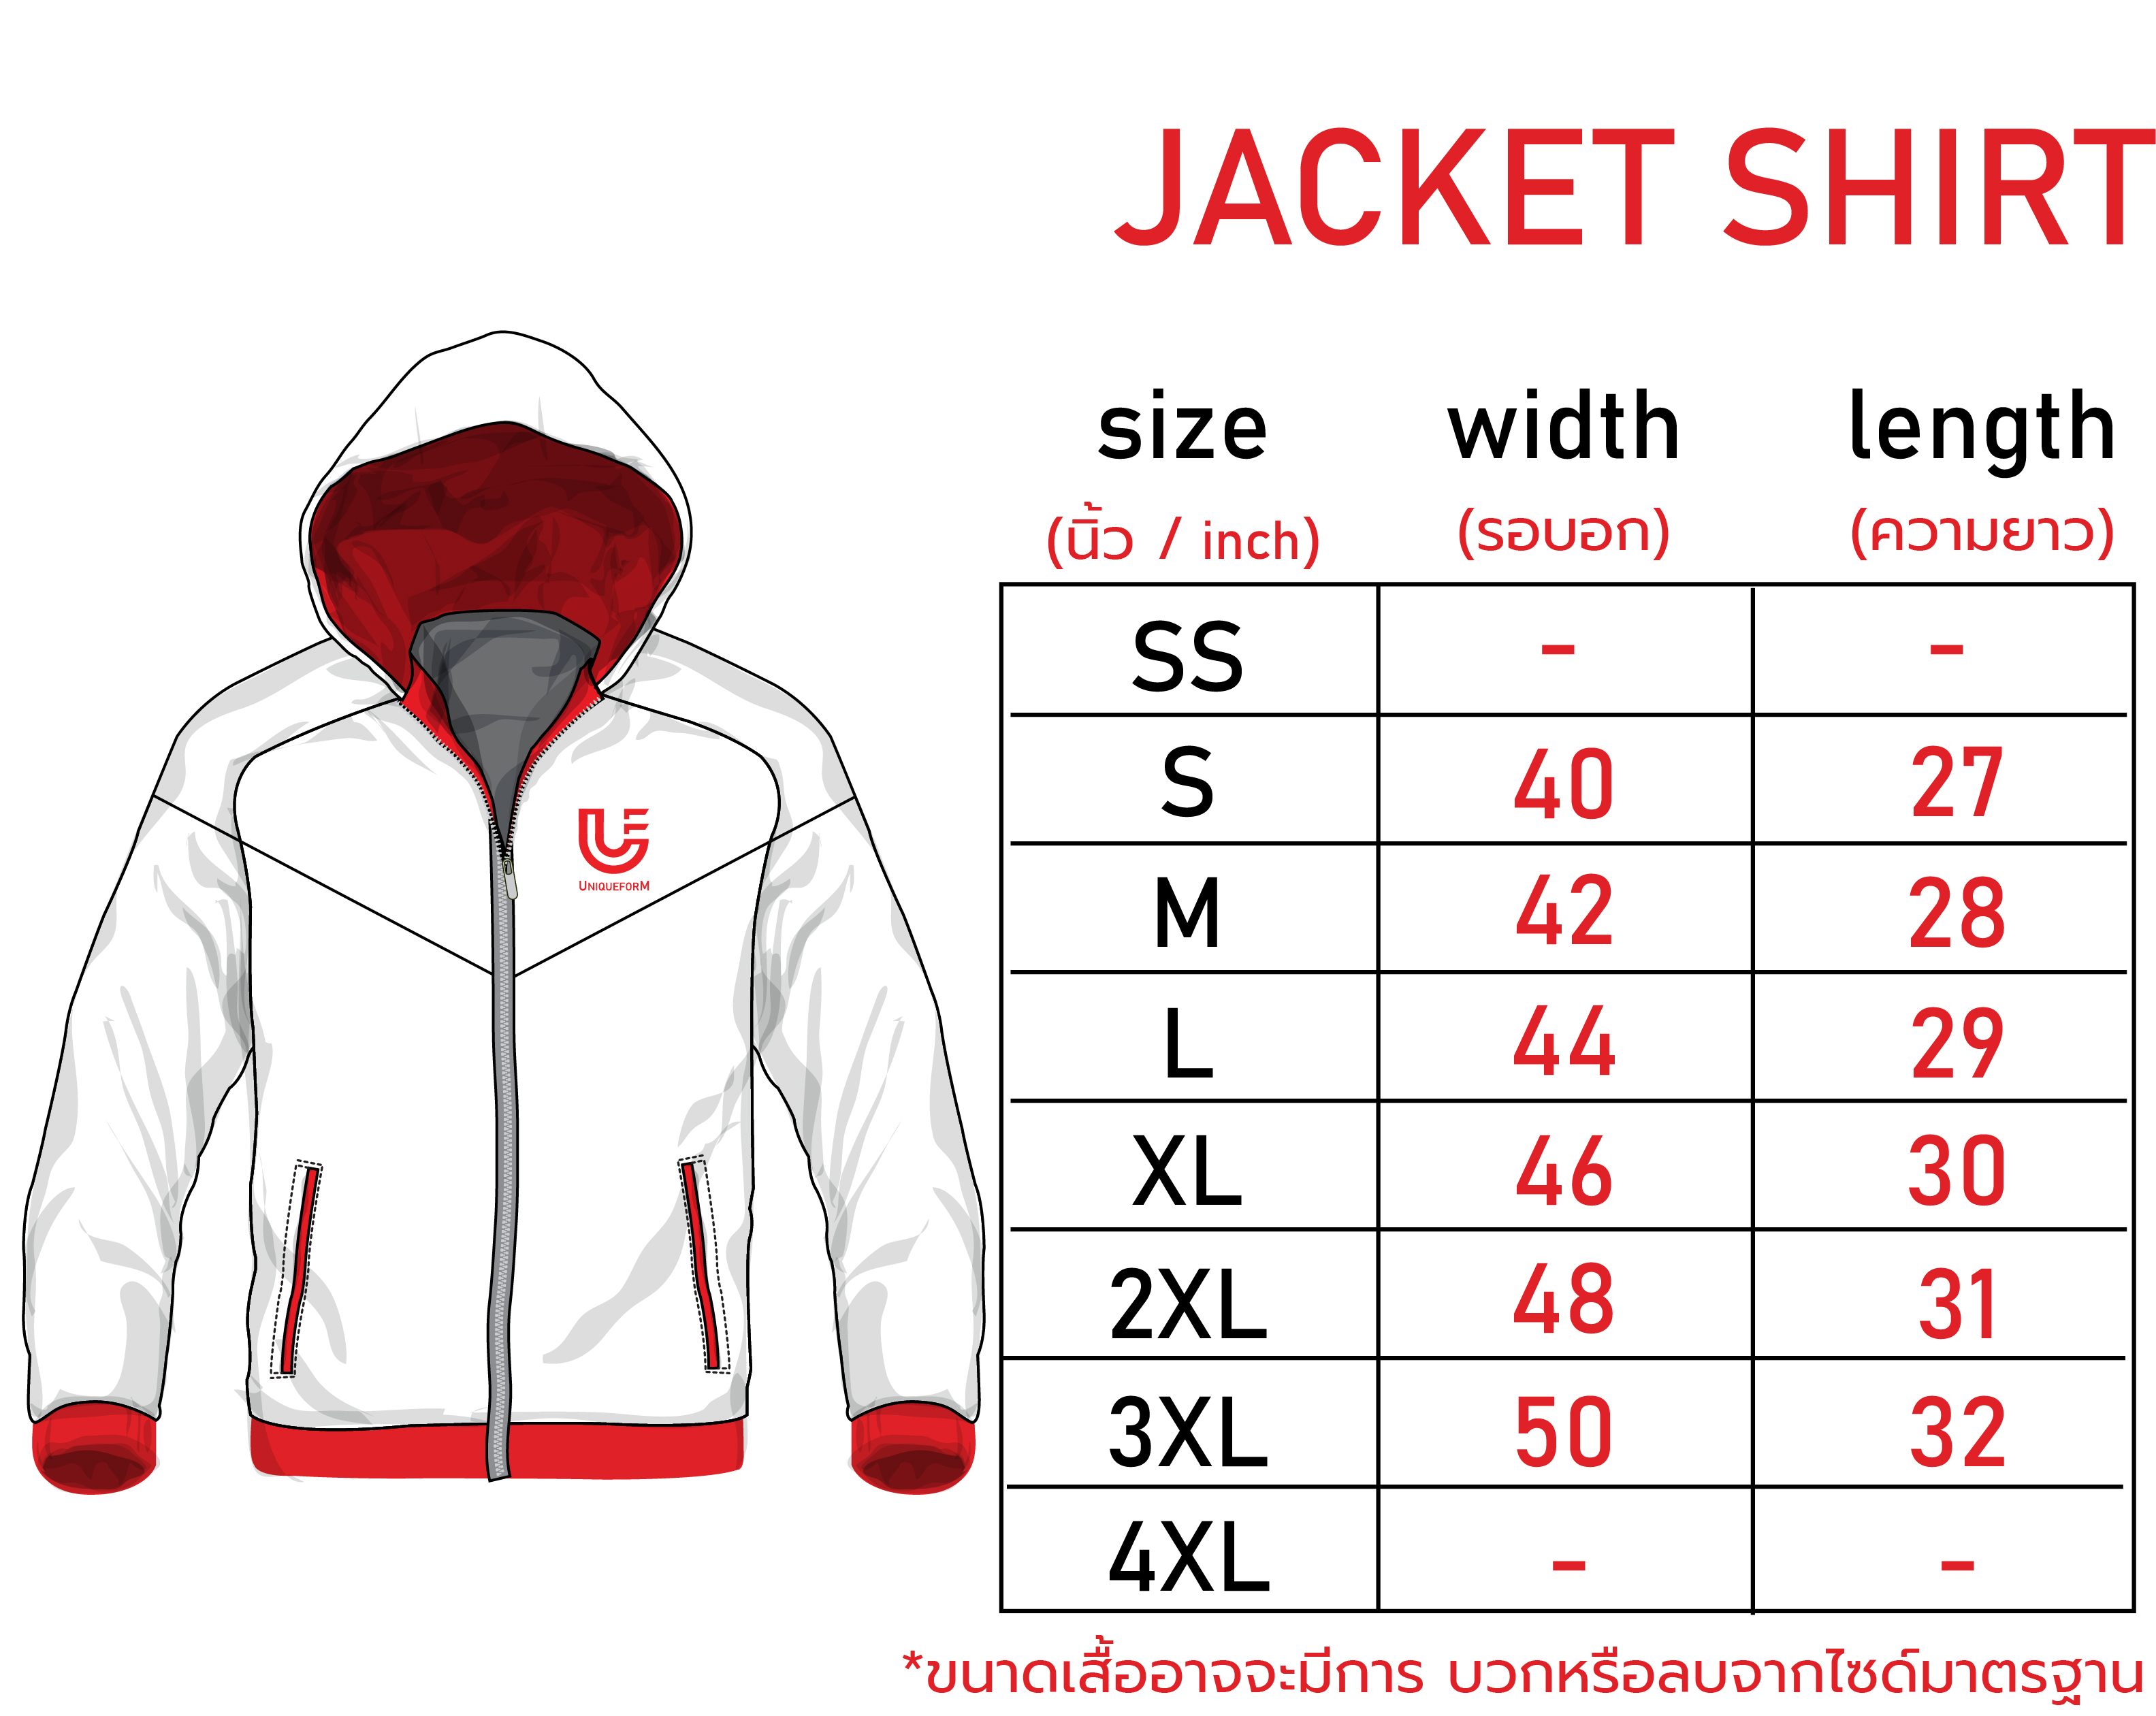 JACKET SHIRT
size width length
(นิ้ว / inch) (รอบอก) (ความยาว)
SS - -
S 40 27
M 42 28
L 44 29
XL 46 30
2XL 48 31
3XL 50 32
4XL - -
*ขนาดเสื้ออาจจะมีการ บวกหรือลบจากไซด์มาตรฐาน
UF
UNIQUEFORM